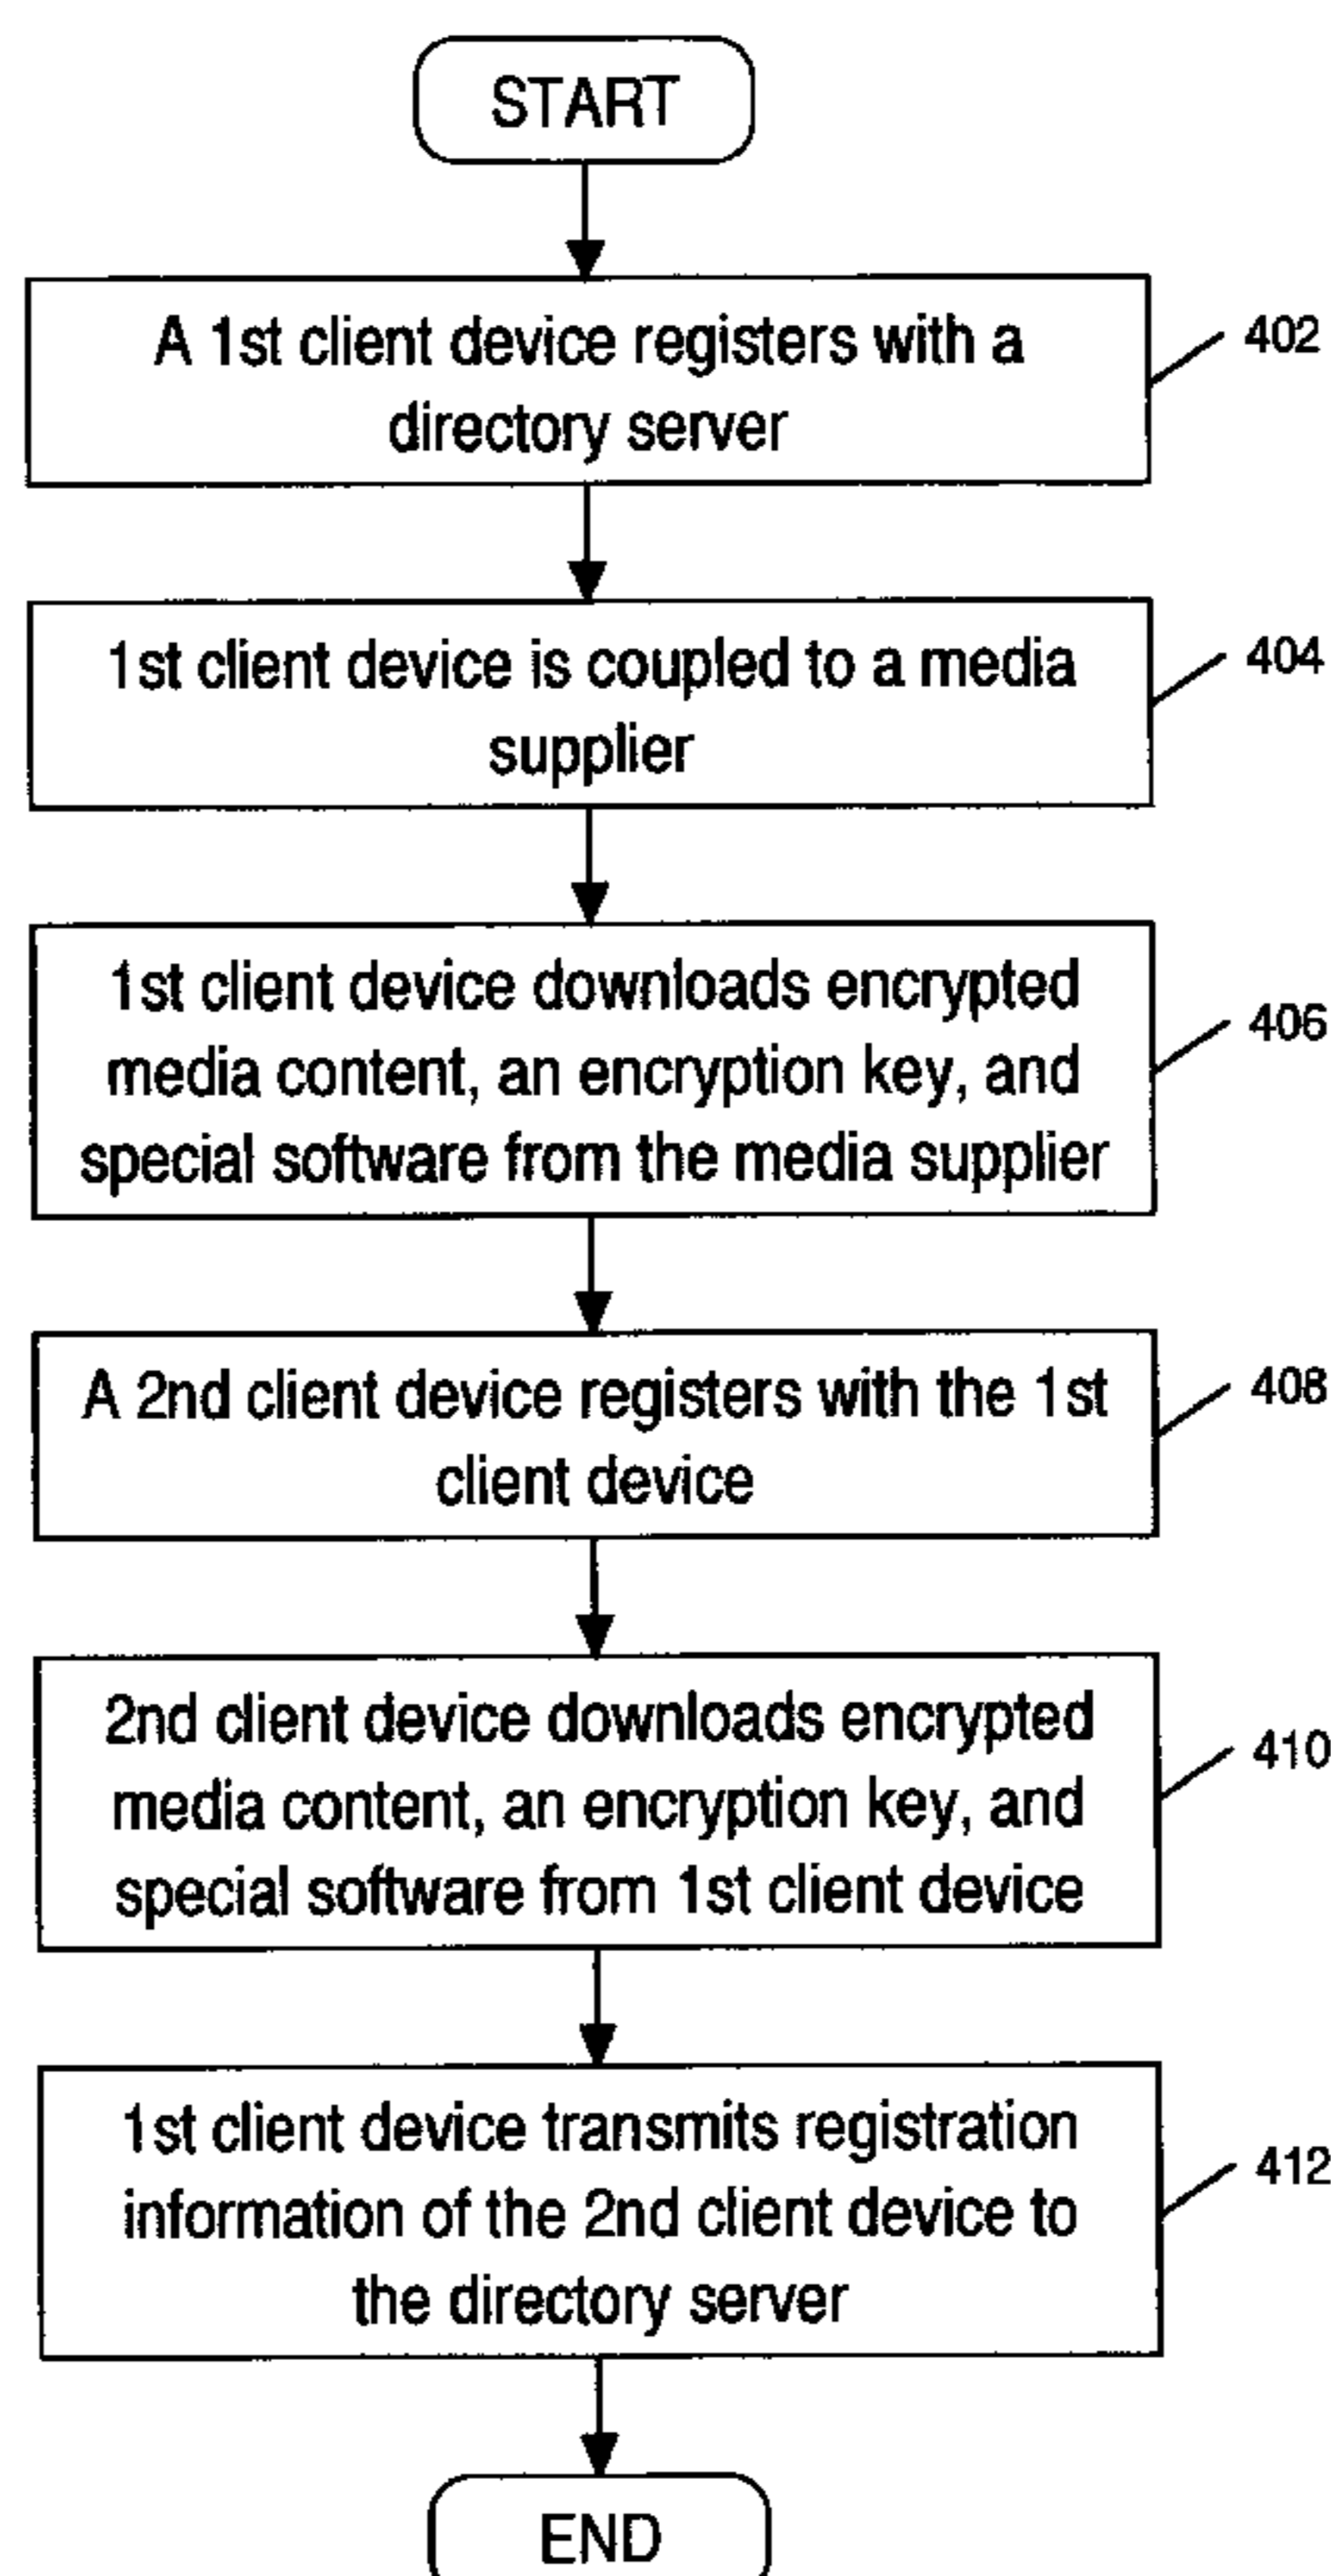 START
A 1st client device registers with a
directory server
402
1st client device is coupled to a media
supplier
404
1st client device downloads encrypted
media content, an encryption key, and
special software from the media supplier
406
A 2nd client device registers with the 1st
client device
408
2nd client device downloads encrypted
media content, an encryption key, and
special software from 1st client device
410
1st client device transmits registration
information of the 2nd client device to
the directory server
412
END